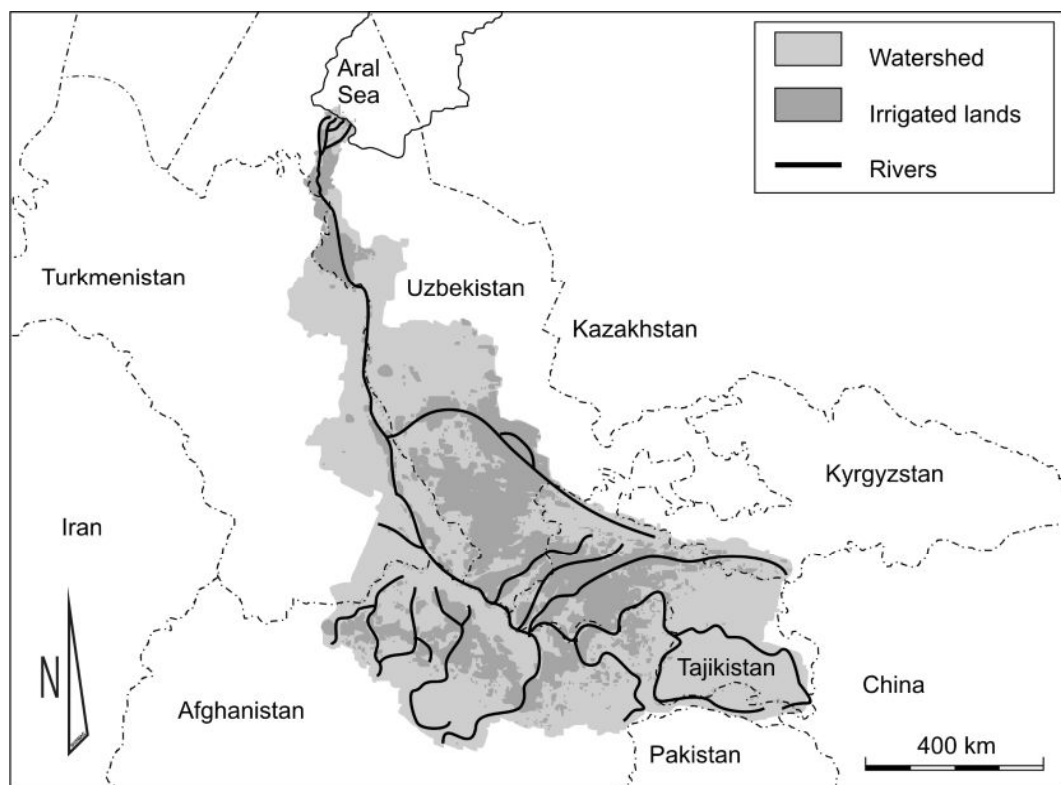 Aral
Sea
Watershed
Irrigated lands
Rivers
Turkmenistan
Uzbekistan
Kazakhstan
Kyrgyzstan
Iran
N
Tajikistan
China
Afghanistan
Pakistan
400 km